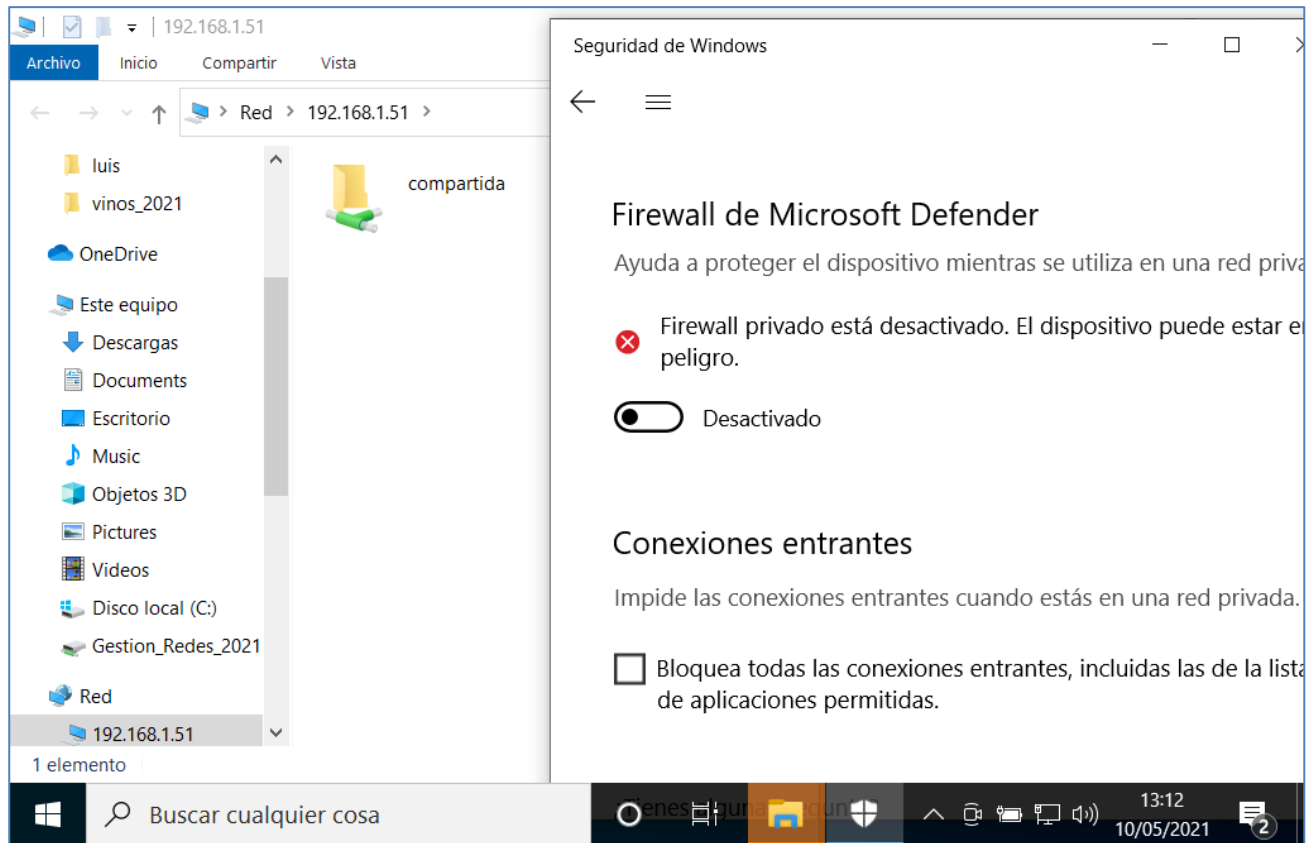 192.168.1.51
Archivo Inicio Compartir Vista
Red 192.168.1.51
luis
vinos_2021
OneDrive
Este equipo
Descargas
Documents
Escritorio
Music
Objetos 3D
Pictures
Videos
Disco local (C:)
Gestion_Redes_2021
Red
192.168.1.51
1 elemento
compartida
Seguridad de Windows
Firewall de Microsoft Defender
Ayuda a proteger el dispositivo mientras se utiliza en una red priva
Firewall privado está desactivado. El dispositivo puede estar e
peligro.
Desactivado
Conexiones entrantes
Impide las conexiones entrantes cuando estás en una red privada.
Bloquea todas las conexiones entrantes, incluidas las de la lista
de aplicaciones permitidas.
Buscar cualquier cosa
13:12
10/05/2021
2